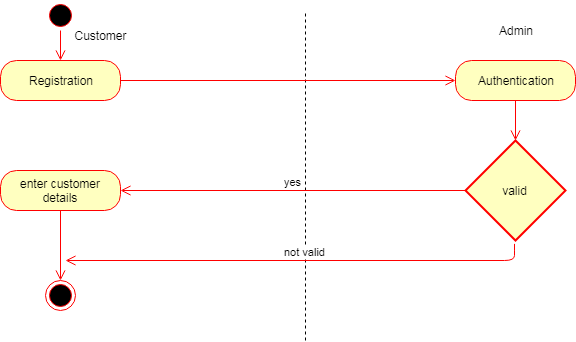 Customer
Admin
Registration
Authentication
enter customer
details
yes
valid
not valid